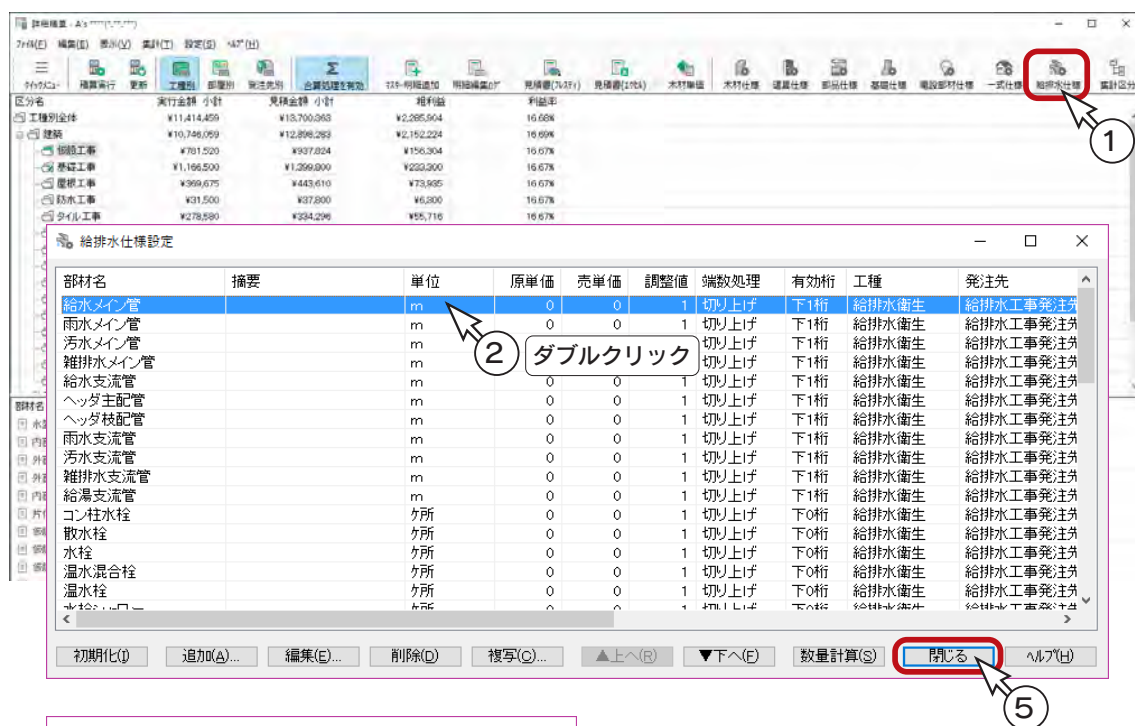 詳細積算 - A's ****(*.**.***)
ファイル(F) 編集(E) 表示(V) 集計(T) 設定(S) ヘルプ(H)
クイックメニュー 積算実行 更新 工種別 部屋別 発注先別 合算処理を有効 マスター明細追加 明細編集ログ 木材単価 木材仕様 建具仕様 部品仕様 基礎仕様 電設部材仕様 一式仕様 給排水仕様 集計区分
区分名 実行金額 小計 見積金額 小計 粗利益 利益率
工種別全体 ¥11,414,459 ¥13,700,363 ¥2,285,904 16.68%
建築 ¥10,746,059 ¥12,898,283 ¥2,152,224 16.69%
仮設工事 ¥781,520 ¥937,824 ¥156,304 16.67%
基礎工事 ¥1,166,500 ¥1,399,800 ¥233,300 16.67%
屋根工事 ¥369,675 ¥443,610 ¥73,935 16.67%
防水工事 ¥31,500 ¥37,800 ¥6,300 16.67%
タイル工事 ¥278,580 ¥334,296 ¥55,716 16.67%
1
給排水仕様設定
部材名 摘要 単位 原単価 売単価 調整値 端数処理 有効桁 工種 発注先
給水メイン管 m 0 0 1 切り上げ 下1桁 給排水衛生 給排水工事発注先
雨水メイン管 m 0 0 1 切り上げ 下1桁 給排水衛生 給排水工事発注先
汚水メイン管 m 切り上げ 下1桁 給排水衛生 給排水工事発注先
雑排水メイン管 m 切り上げ 下1桁 給排水衛生 給排水工事発注先
給水支流管 m 0 0 1 切り上げ 下1桁 給排水衛生 給排水工事発注先
ヘッダ主配管 m 0 0 1 切り上げ 下1桁 給排水衛生 給排水工事発注先
ヘッダ枝配管 m 0 0 1 切り上げ 下1桁 給排水衛生 給排水工事発注先
雨水支流管 m 0 0 1 切り上げ 下1桁 給排水衛生 給排水工事発注先
汚水支流管 m 0 0 1 切り上げ 下1桁 給排水衛生 給排水工事発注先
雑排水支流管 m 0 0 1 切り上げ 下1桁 給排水衛生 給排水工事発注先
給湯支流管 m 0 0 1 切り上げ 下1桁 給排水衛生 給排水工事発注先
コン柱水栓 ケ所 0 0 1 切り上げ 下0桁 給排水衛生 給排水工事発注先
散水栓 ケ所 0 0 1 切り上げ 下0桁 給排水衛生 給排水工事発注先
水栓 ケ所 0 0 1 切り上げ 下0桁 給排水衛生 給排水工事発注先
温水混合栓 ケ所 0 0 1 切り上げ 下0桁 給排水衛生 給排水工事発注先
温水栓 ケ所 0 0 1 切り上げ 下0桁 給排水衛生 給排水工事発注先
2 ダブルクリック
部材名
初期化(I) 追加(A)... 編集(E)... 削除(D) 複写(C)... ▲上へ(R) ▼下へ(F) 数量計算(S) 閉じる ヘルプ(H)
5